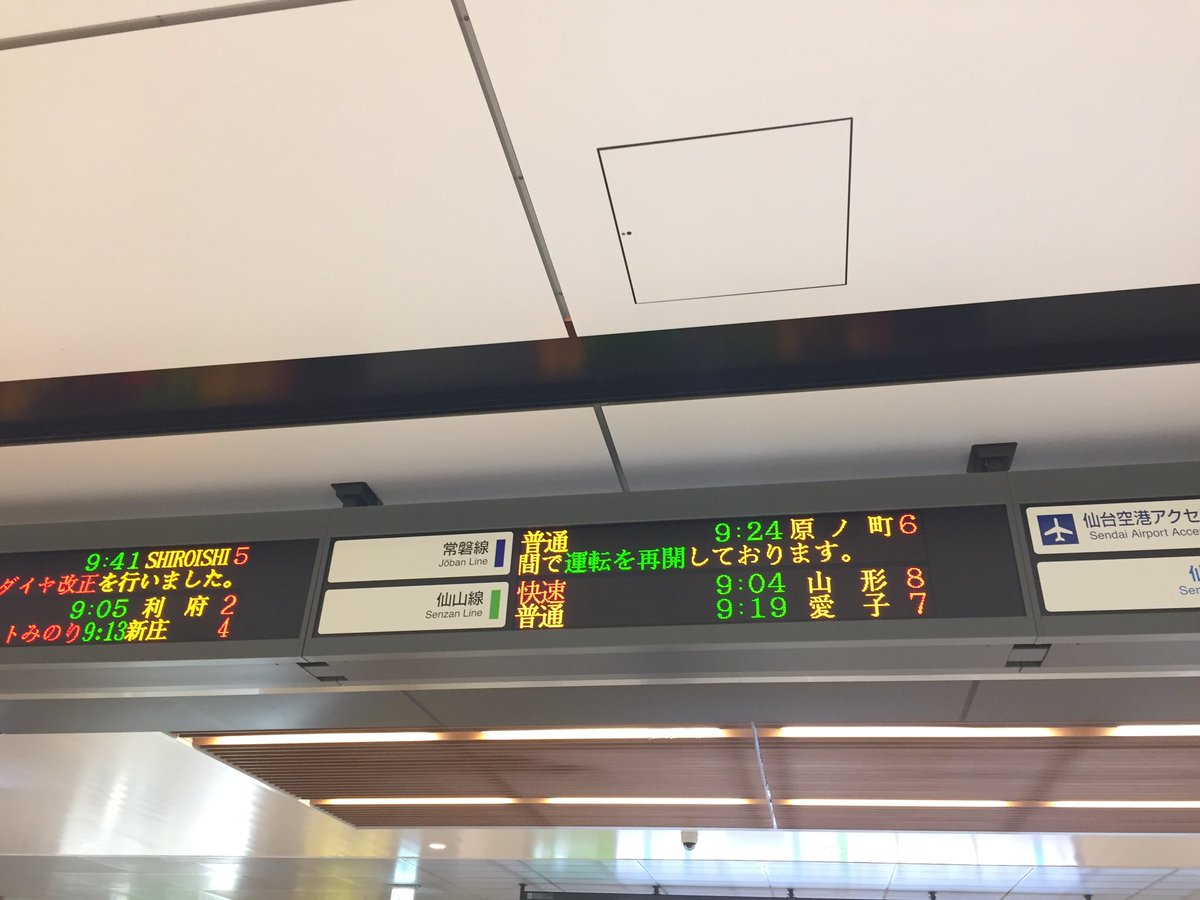 9:41 SHIROISHI 5
ダイヤ改正を行いました。
9:05 利府 2
トみのり 9:13 新庄 4
常磐線
Jōban Line
仙山線
Senzan Line
普通 9:24 原ノ町 6
間で運転を再開しております。
快速 9:04 山形 8
普通 9:19 愛子 7
仙台空港アクセ
Sendai Airport Acce
仙
Sen